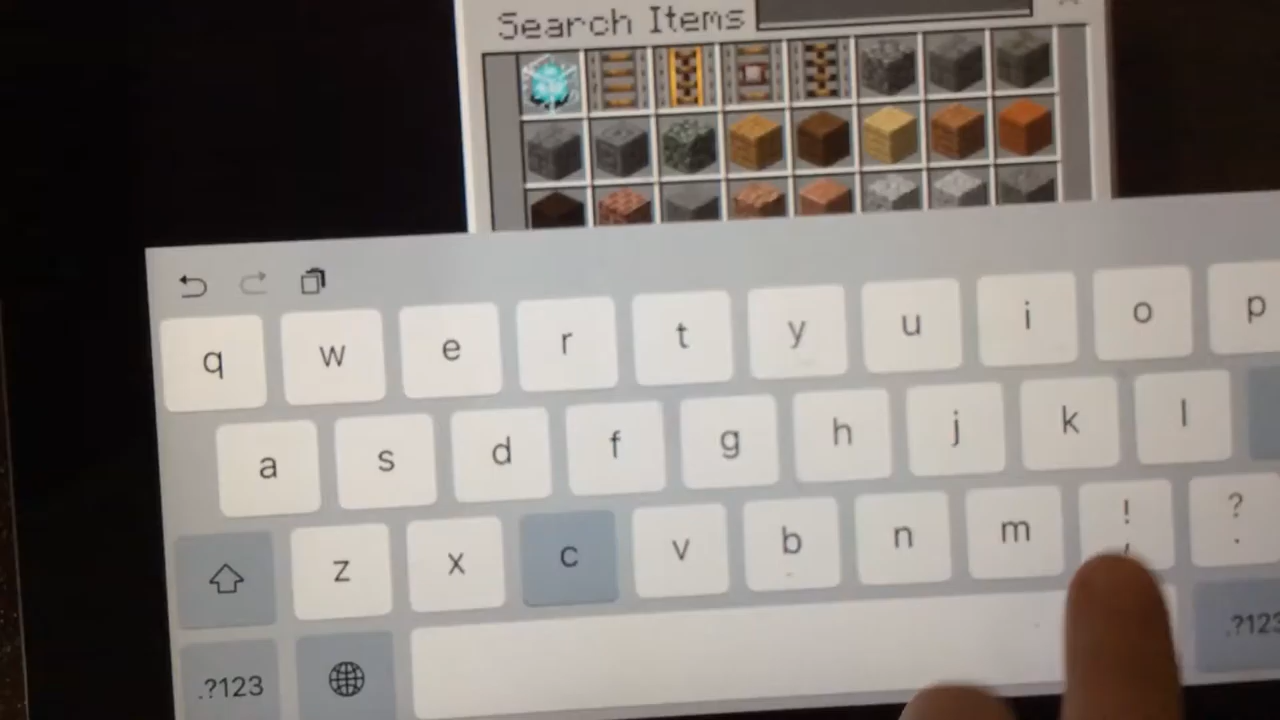 Search Items
q w e r t y u i o p
a s d f g h j k l
z x c v b n m ! , ? .
.?123 .?123